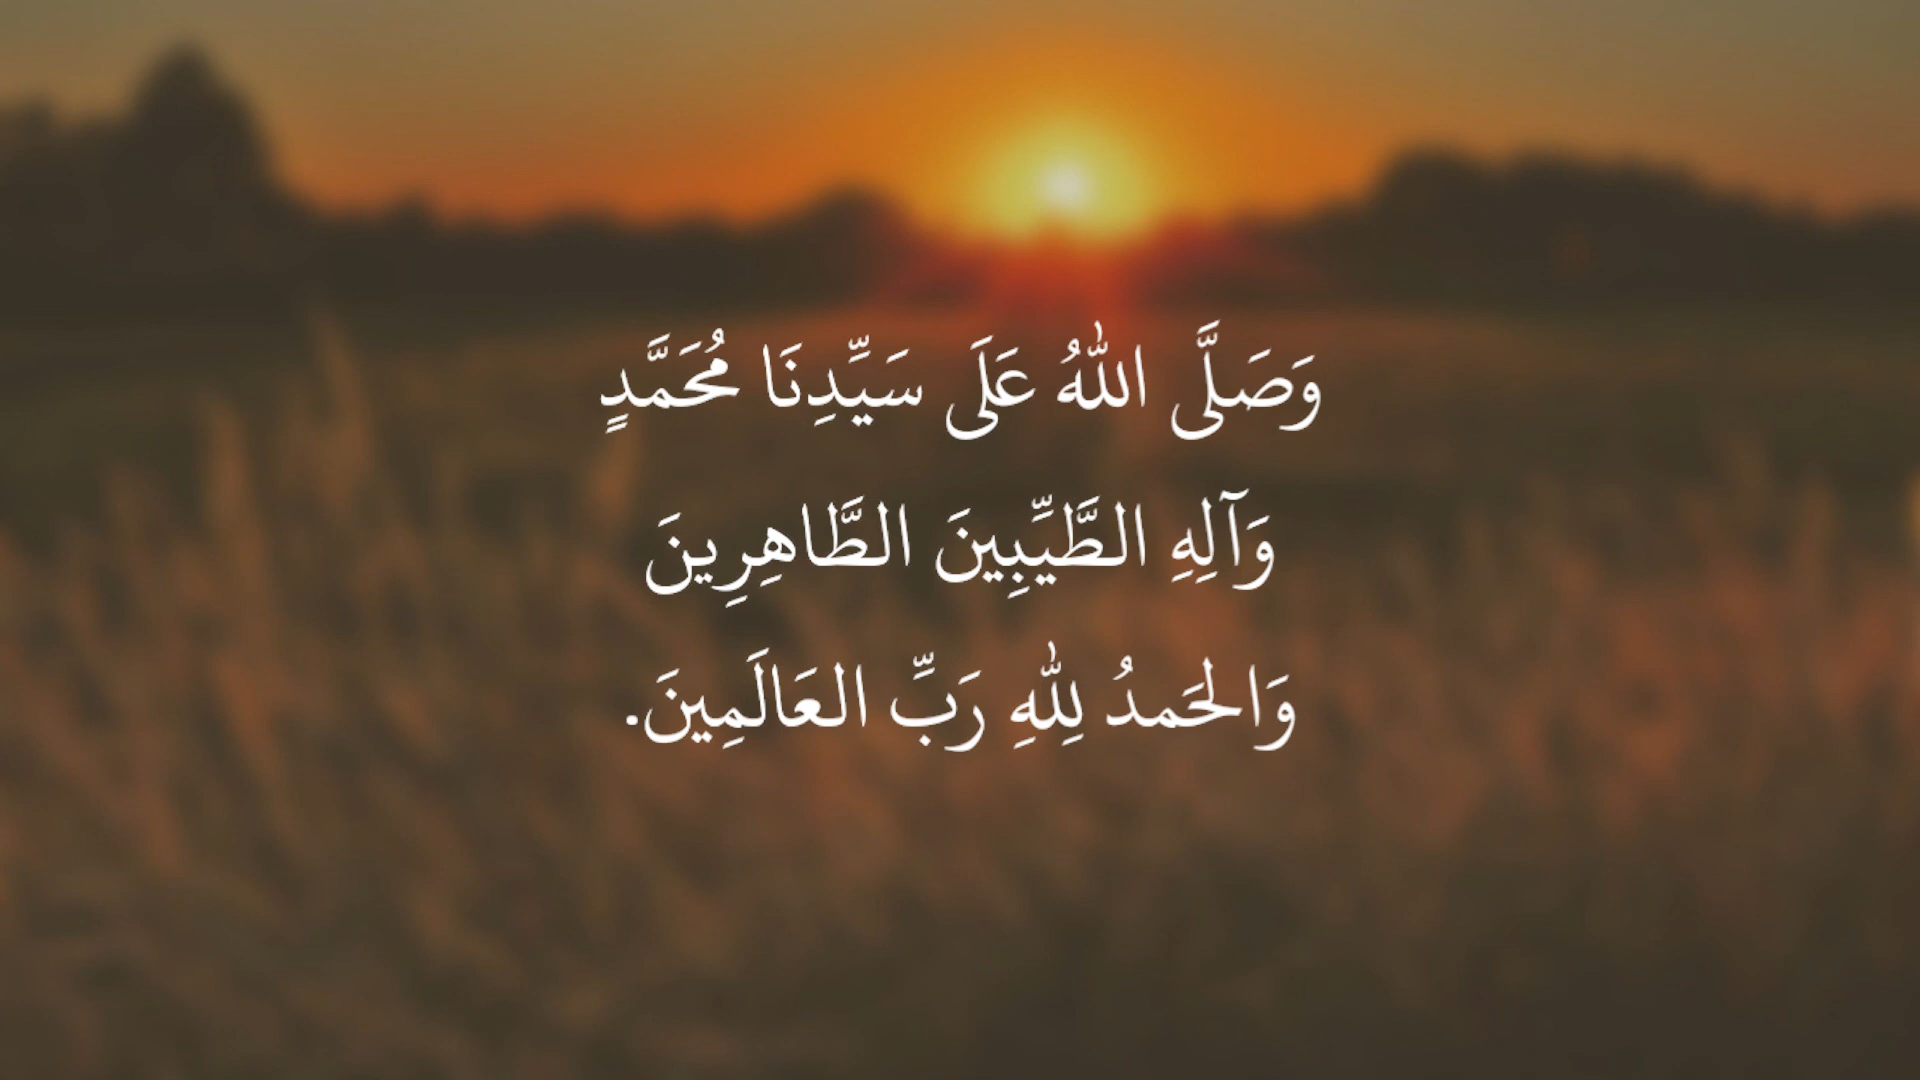 وَصَلَّى اللهُ عَلَى سَيِّدِنَا مُحَمَّدٍ
وَآلِهِ الطَّيِّبِينَ الطَّاهِرِينَ
وَالحَمدُ لِلهِ رَبِّ العَالَمِينَ.